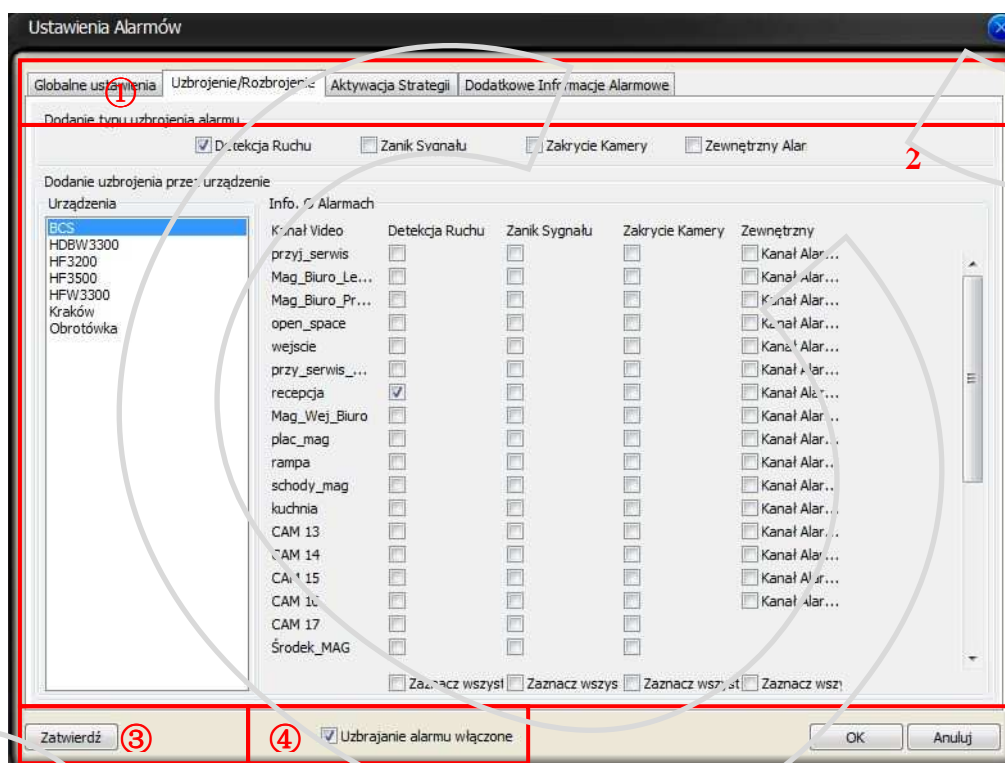 Ustawienia Alarmów
Globalne ustawienia Uzbrojenie/Rozbrojenie Aktywacja Strategii Dodatkowe Informacje Alarmowe
①
Dodanie typu uzbrojenia alarmu
Detekcja Ruchu Zanik Sygnału Zakrycie Kamery Zewnętrzny Alar
2
Dodanie uzbrojenia przez urządzenie
Urządzenia
BCS
HDBW3300
HF3200
HF3500
HFW3300
Kraków
Obrotówka
Info. O Alarmach
Kanał Video Detekcja Ruchu Zanik Sygnału Zakrycie Kamery Zewnętrzny
przyj_serwis Kanał Alar...
Mag_Biuro_Le... Kanał Alar...
Mag_Biuro_Pr... Kanał Alar...
open_space Kanał Alar...
wejscie Kanał Alar...
przy_serwis_... Kanał Alar...
recepcja Kanał Alar...
Mag_Wej_Biuro Kanał Alar...
plac_mag Kanał Alar...
rampa Kanał Alar...
schody_mag Kanał Alar...
kuchnia Kanał Alar...
CAM 13 Kanał Alar...
CAM 14 Kanał Alar...
CAM 15 Kanał Alar...
CAM 16 Kanał Alar...
CAM 17
Środek_MAG
Zaznacz wszyst Zaznacz wszys Zaznacz wszyst Zaznacz wszy
Zatwierdź ③ ④ Uzbrajanie alarmu włączone OK Anuluj